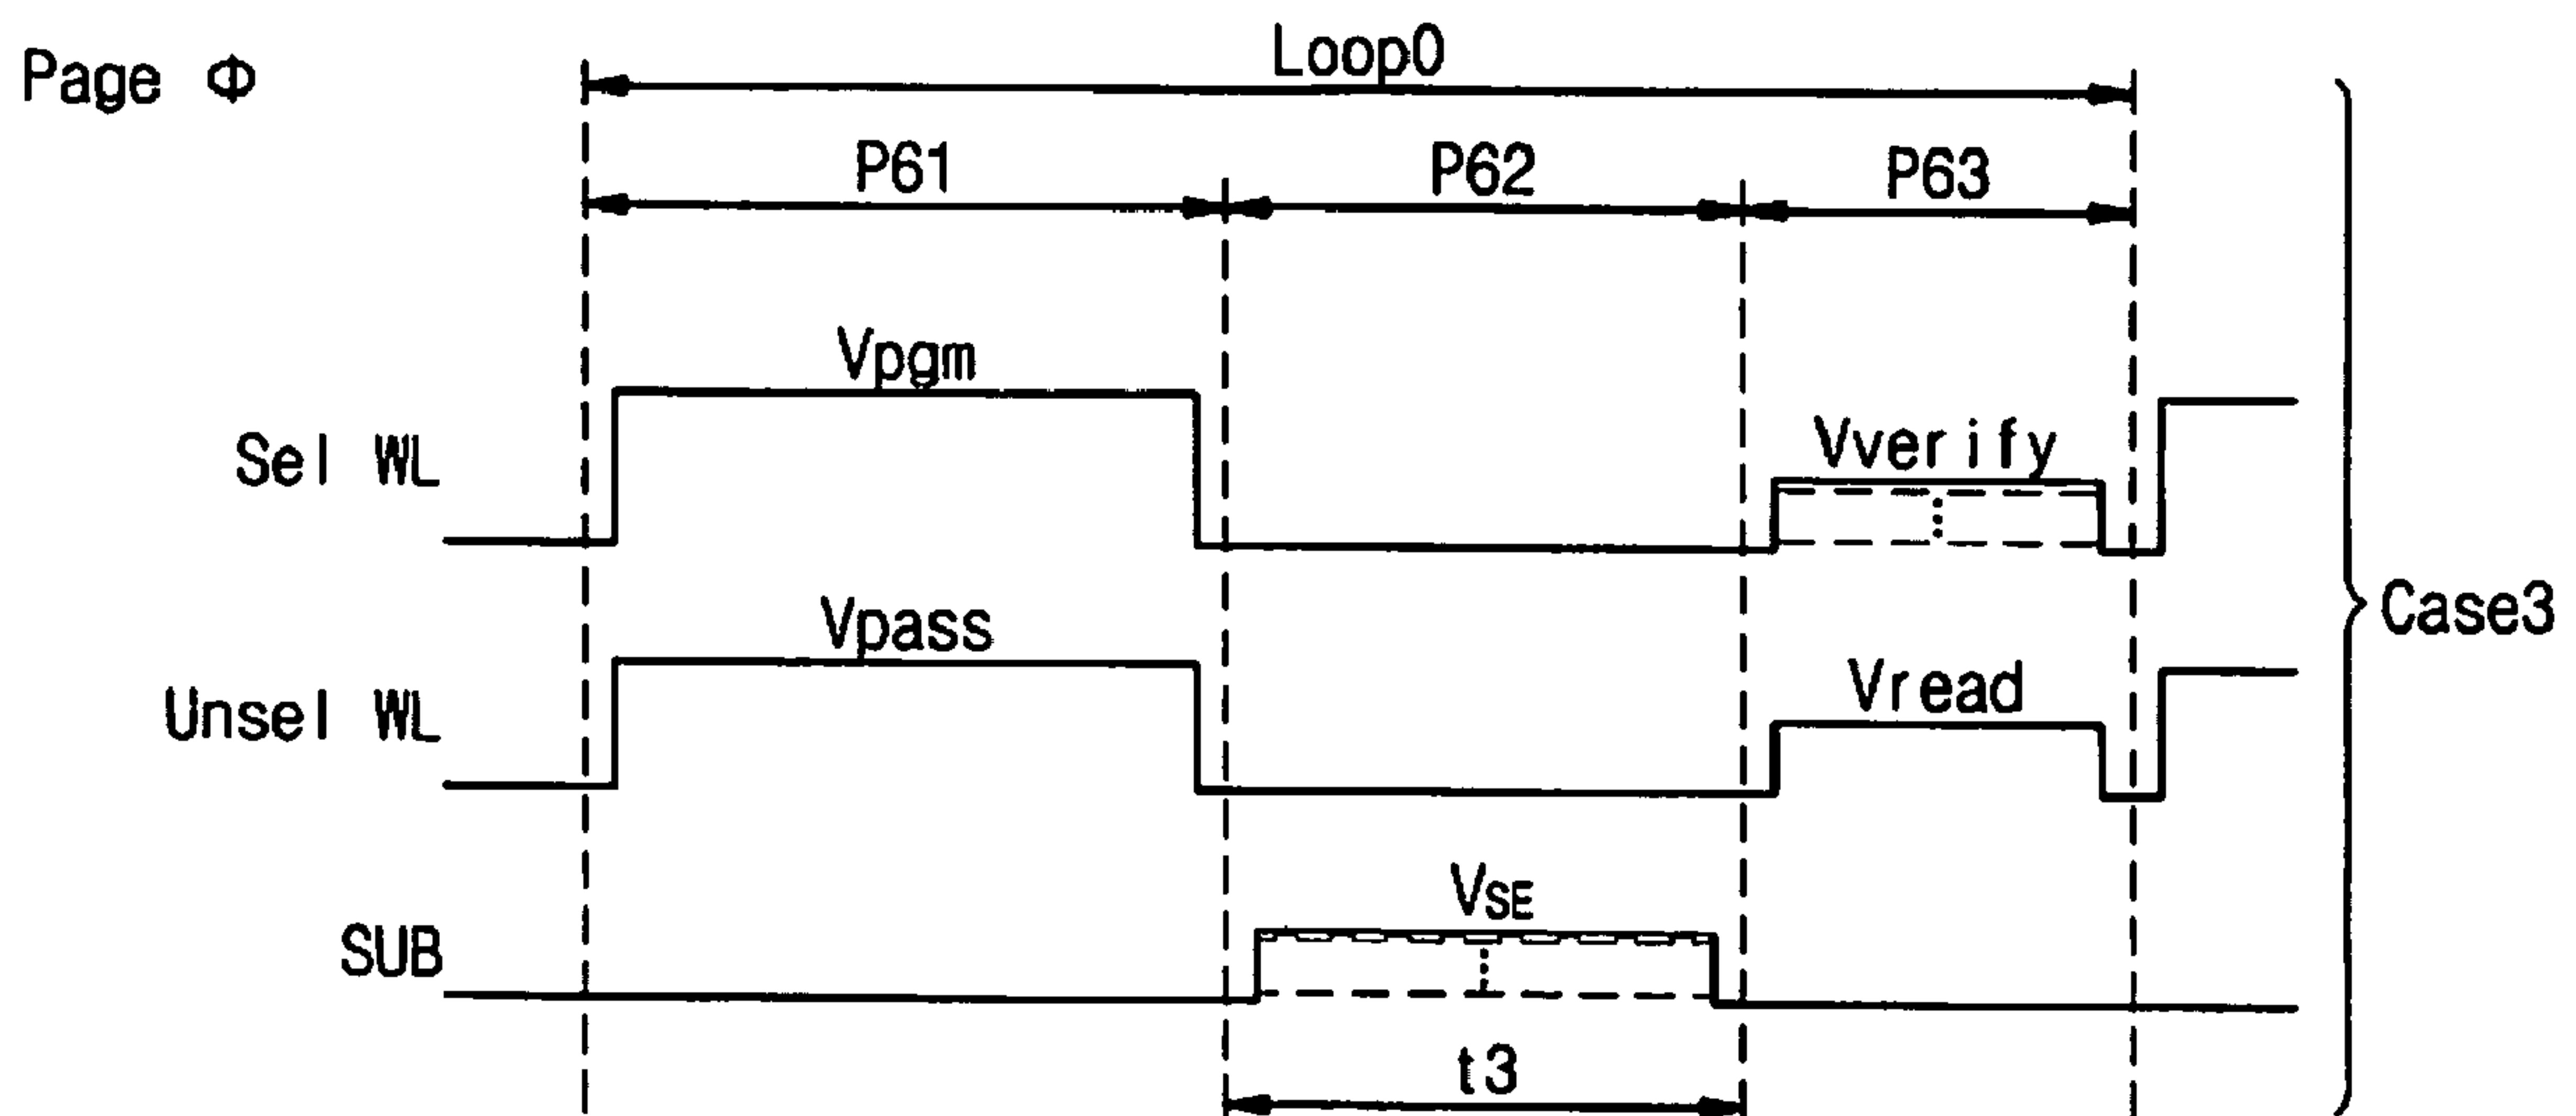 Page Φ
Loop0
P61
P62
P63
Vpgm
Sel WL
Vverify
Vpass
Unsel WL
Vread
Case3
VSE
SUB
t3